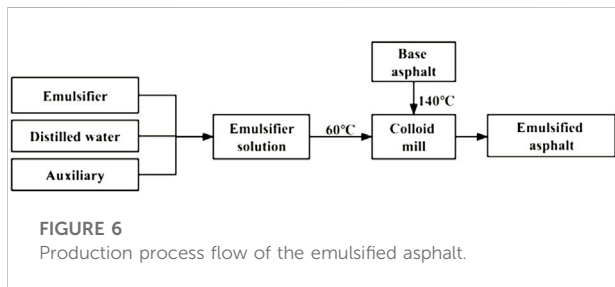 Base
asphalt
Emulsifier
140℃
Distilled water
Emulsifier
solution
60℃
Colloid
mill
Emulsified
asphalt
Auxiliary
FIGURE 6
Production process flow of the emulsified asphalt.